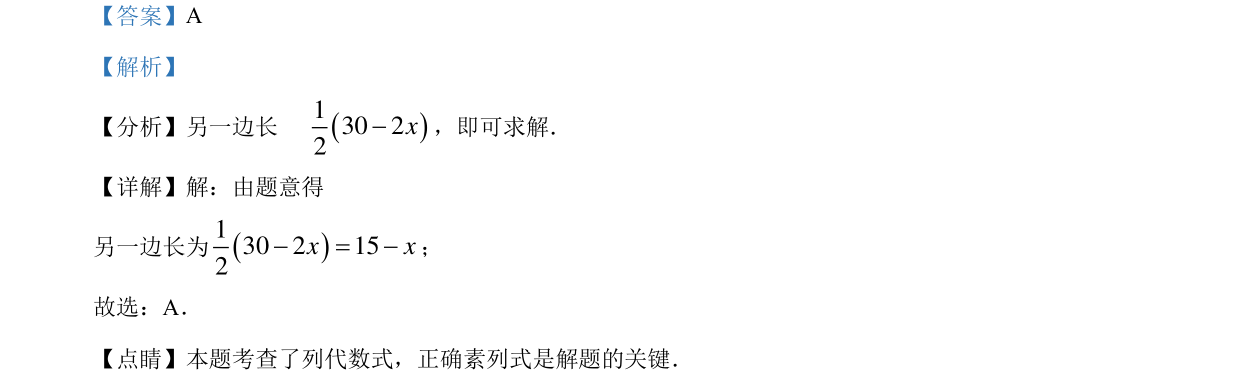 【答案】A
【解析】
【分析】另一边长 $\frac{1}{2}(30-2x)$，即可求解．
【详解】解：由题意得
另一边长为$\frac{1}{2}(30-2x)=15-x$；
故选：A．
【点睛】本题考查了列代数式，正确素列式是解题的关键．